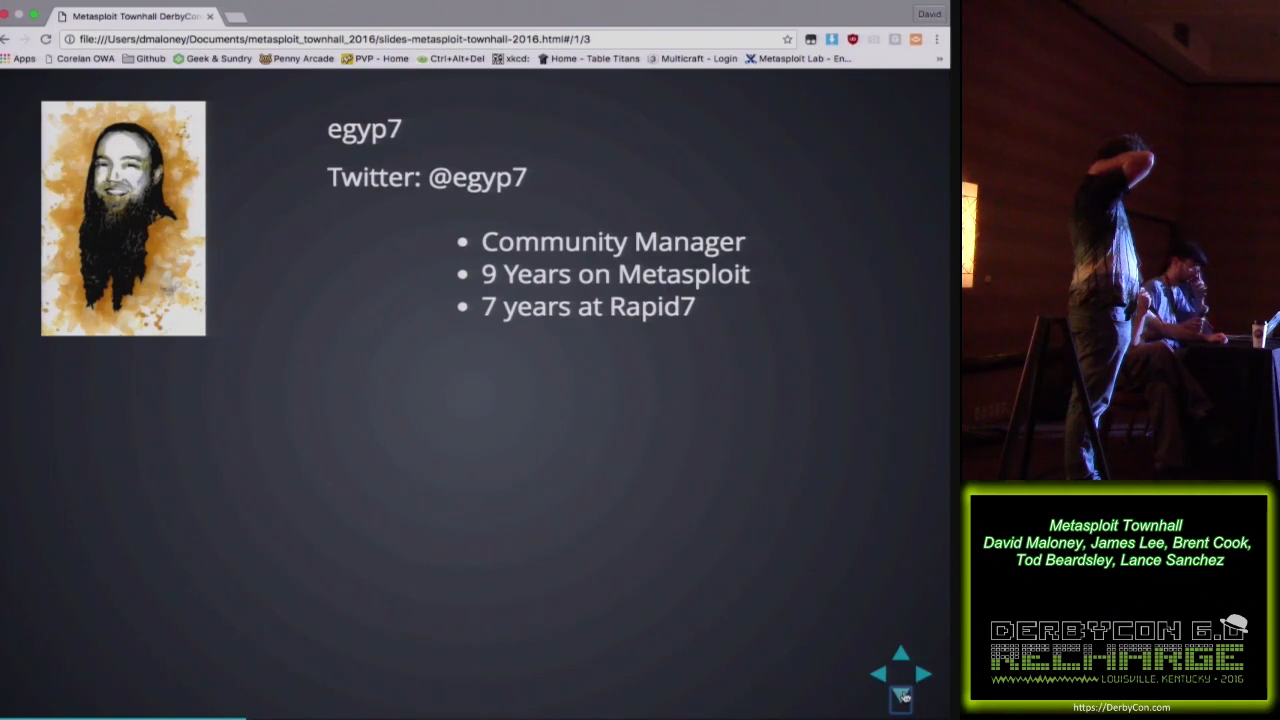 Metasploit Townhall DerbyCon
David
file:///Users/dmaloney/Documents/metasploit_townhall_2016/slides-metasploit-townhall-2016.html#/1/3
Apps Corelan OWA Github Geek & Sundry Penny Arcade PVP - Home Ctrl+Alt+Del xkcd: Home - Table Titans Multicraft - Login Metasploit Lab - En...
egyp7
Twitter: @egyp7
• Community Manager
• 9 Years on Metasploit
• 7 years at Rapid7
Metasploit Townhall
David Maloney, James Lee, Brent Cook,
Tod Beardsley, Lance Sanchez
DERBYCON 6.0
RECHARGE
LOUISVILLE, KENTUCKY • 2016
https://DerbyCon.com